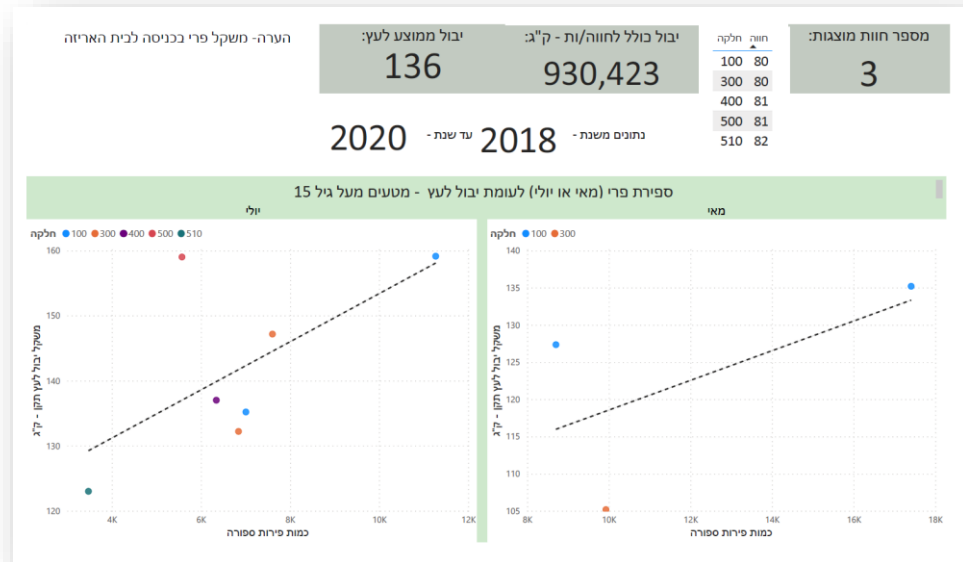 הערה- משקל פרי בכניסה לבית האריזה
יבול ממוצע לעץ:
136
יבול כולל לחווה/ות - ק"ג:
930,423
חווה חלקה
80 100
80 300
81 400
81 500
82 510
מספר חוות מוצגות:
3
נתונים משנת - 2018 עד שנת - 2020
ספירת פרי (מאי או יולי) לעומת יבול לעץ - מטעים מעל גיל 15
יולי
חלקה 100 300 400 500 510
משקל יבול לעץ תקן - ק"ג
160
150
140
130
120
4K 6K 8K 10K 12K
כמות פירות ספורה
מאי
חלקה 100 300
משקל יבול לעץ תקן - ק"ג
140
135
130
125
120
115
110
105
8K 10K 12K 14K 16K 18K
כמות פירות ספורה